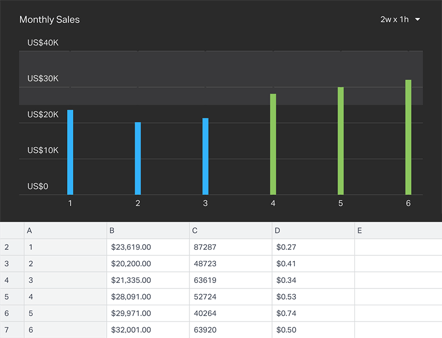 Monthly Sales
2w x 1h
US$40K
US$30K
US$20K
US$10K
US$0
1 2 3 4 5 6
A B C D E
2 1 $23,619.00 87287 $0.27
3 2 $20,200.00 48723 $0.41
4 3 $21,335.00 63619 $0.34
5 4 $28,091.00 52724 $0.53
6 5 $29,971.00 40264 $0.74
7 6 $32,001.00 63920 $0.50